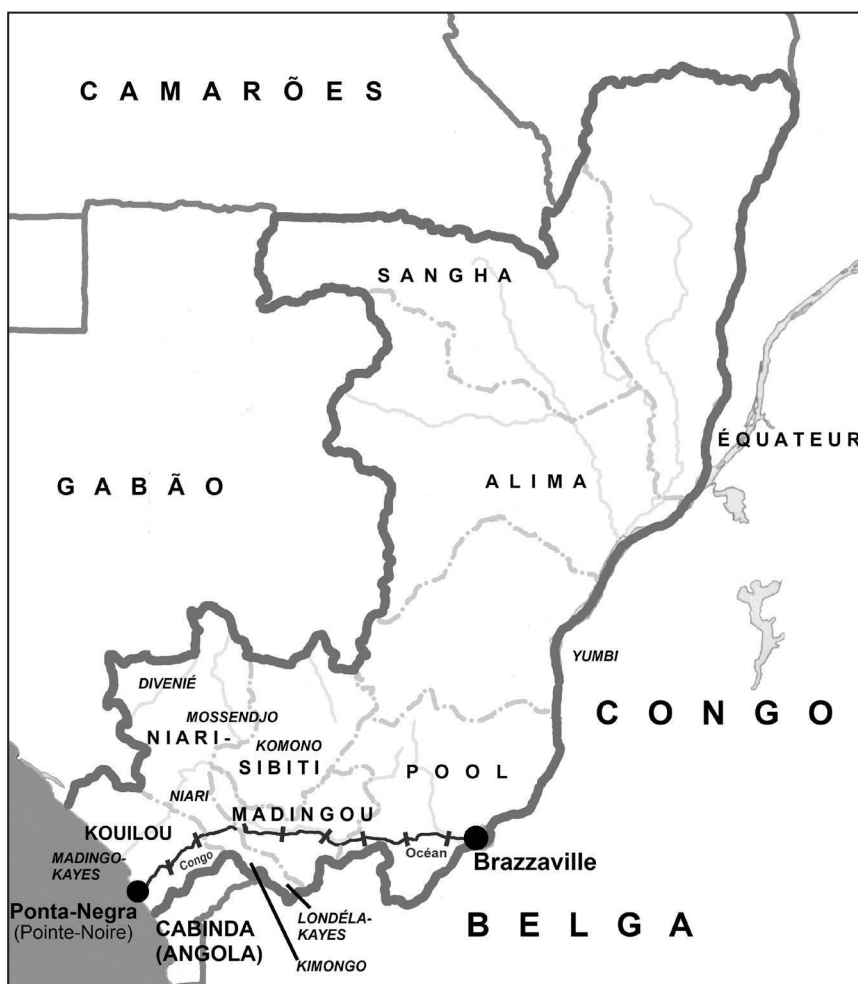 CAMARÕES
SANGHA
ÉQUATEUR
GABÃO
ALIMA
YUMBI
DIVENIÉ
CONGO
MOSSENDJO
NIARI-
KOMONO
SIBITI
POOL
NIARI
MADINGOU
KOUILOU
Océan
MADINGO-
KAYES
Congo
Brazzaville
Ponta-Negra
(Pointe-Noire)
LONDÉLA-
KAYES
CABINDA
(ANGOLA)
BELGA
KIMONGO